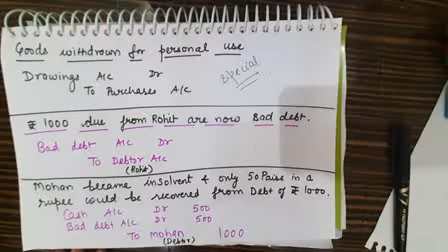 Goods withdrawn for personal use
Drawings A/c Dr
To Purchases A/c
Special
₹ 1000 due from Rohit are now Bad debt.
Bad debt A/c Dr
To Debtor A/c
(Rohit)
Mohan became insolvent & only 50 Paise in a
rupee could be recovered from Debt of ₹ 1000.
Cash A/c Dr 500
Bad debt A/c Dr 500
To Mohan 1000
(Debtor)